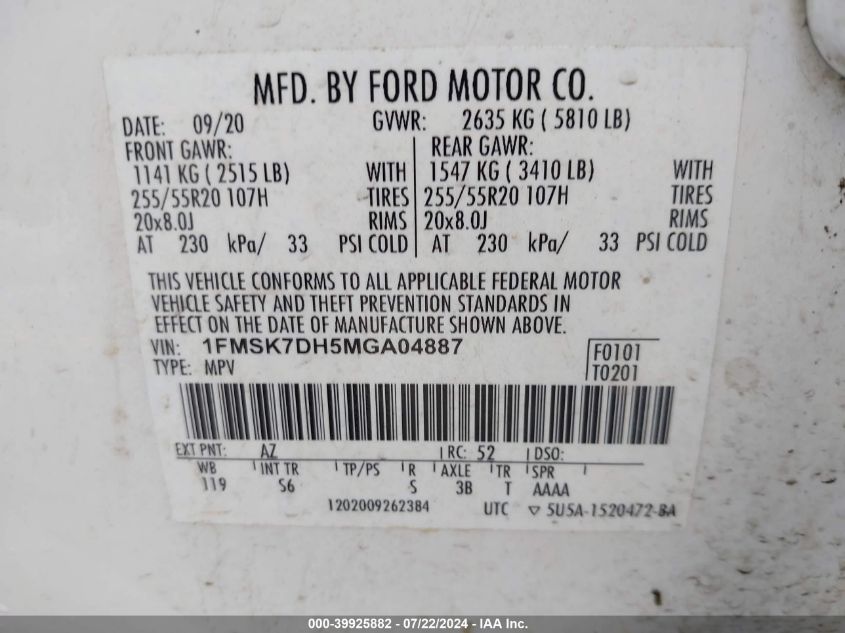 MFD. BY FORD MOTOR CO.
DATE: 09/20 GVWR: 2635 KG ( 5810 LB)
FRONT GAWR: REAR GAWR:
1141 KG ( 2515 LB) WITH 1547 KG ( 3410 LB) WITH
255/55R20 107H TIRES 255/55R20 107H TIRES
20x8.0J RIMS 20x8.0J RIMS
AT 230 kPa/ 33 PSI COLD AT 230 kPa/ 33 PSI COLD
THIS VEHICLE CONFORMS TO ALL APPLICABLE FEDERAL MOTOR
VEHICLE SAFETY AND THEFT PREVENTION STANDARDS IN
EFFECT ON THE DATE OF MANUFACTURE SHOWN ABOVE.
VIN: 1FMSK7DH5MGA04887 F0101
TYPE: MPV T0201
EXT PNT: AZ RC: 52 DSO:
WB INT TR TP/PS R AXLE TR SPR
119 S6 S 3B T AAAA
1202009262384 UTC ▽ 5U5A-1520472-BA
000-39925882 / 07/22/2024 - IAA Inc.